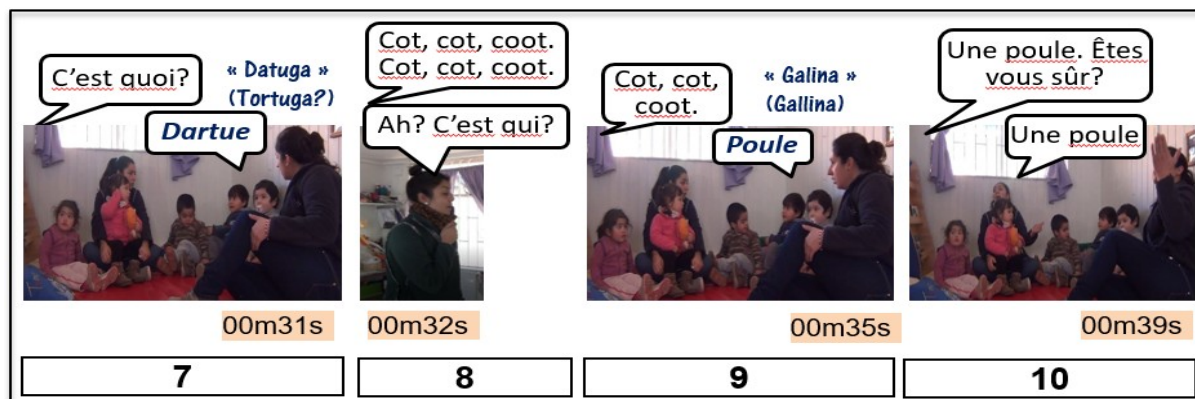 C'est quoi?
« Datuga »
(Tortuga?)
Dartue
00m31s
7
Cot, cot, coot.
Cot, cot, coot.
Ah? C'est qui?
00m32s
8
Cot, cot,
coot.
« Galina »
(Gallina)
Poule
00m35s
9
Une poule. Êtes
vous sûr?
Une poule
00m39s
10